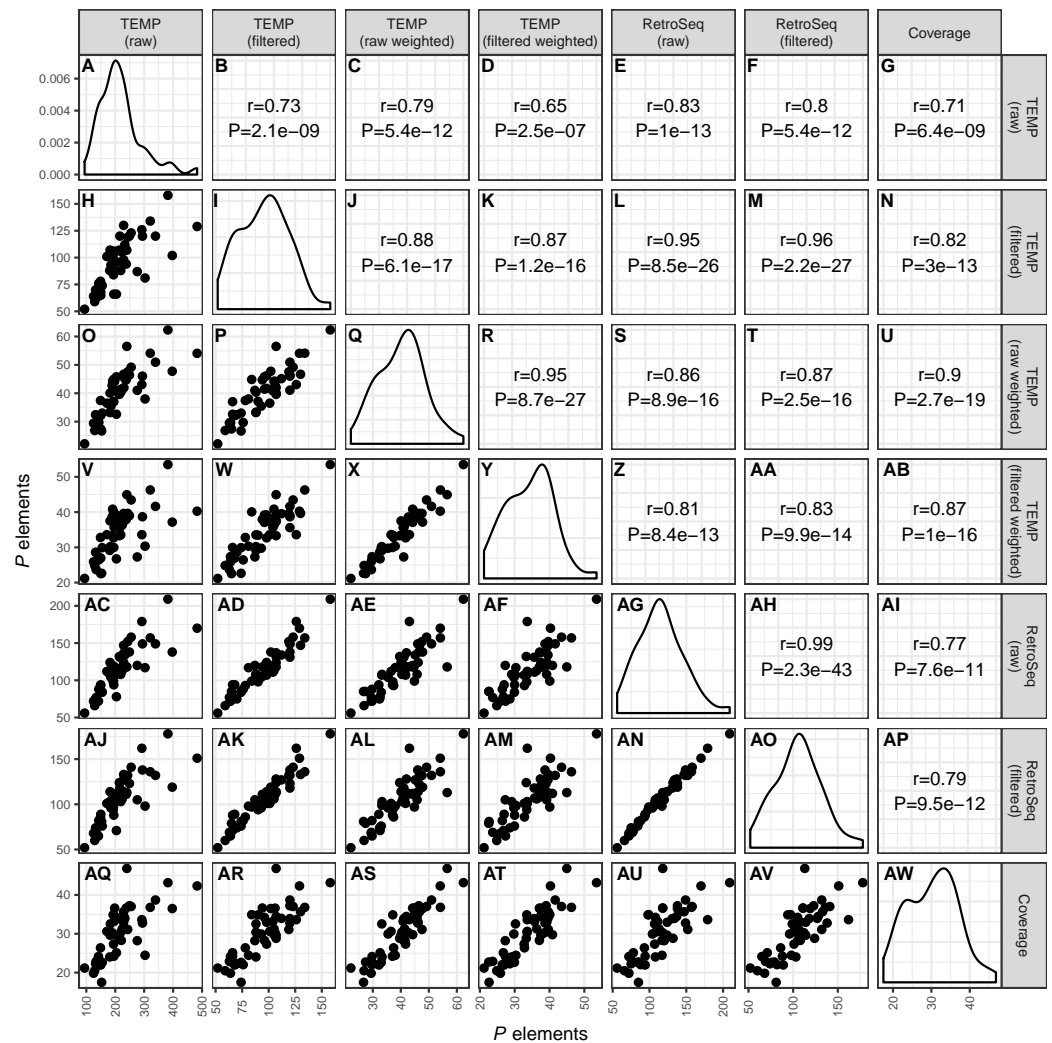 TEMP
(raw)
TEMP
(filtered)
TEMP
(raw weighted)
TEMP
(filtered weighted)
RetroSeq
(raw)
RetroSeq
(filtered)
Coverage
A
B
C
D
E
F
G
0.006
0.004
0.002
0.000
r=0.73
P=2.1e−09
r=0.79
P=5.4e−12
r=0.65
P=2.5e−07
r=0.83
P=1e−13
r=0.8
P=5.4e−12
r=0.71
P=6.4e−09
TEMP
(raw)
H
I
J
K
L
M
N
150
125
100
75
50
r=0.88
P=6.1e−17
r=0.87
P=1.2e−16
r=0.95
P=8.5e−26
r=0.96
P=2.2e−27
r=0.82
P=3e−13
TEMP
(filtered)
O
P
Q
R
S
T
U
60
50
40
30
r=0.95
P=8.7e−27
r=0.86
P=8.9e−16
r=0.87
P=2.5e−16
r=0.9
P=2.7e−19
TEMP
(raw weighted)
V
W
X
Y
Z
AA
AB
50
40
30
20
r=0.81
P=8.4e−13
r=0.83
P=9.9e−14
r=0.87
P=1e−16
TEMP
(filtered weighted)
AC
AD
AE
AF
AG
AH
AI
200
150
100
50
r=0.99
P=2.3e−43
r=0.77
P=7.6e−11
RetroSeq
(raw)
AJ
AK
AL
AM
AN
AO
AP
150
100
50
r=0.79
P=9.5e−12
RetroSeq
(filtered)
AQ
AR
AS
AT
AU
AV
AW
40
30
20
Coverage
100
200
300
400
500
50
75
100
125
150
30
40
50
60
20
30
40
50
50
100
150
200
50
100
150
20
30
40
P elements
P elements